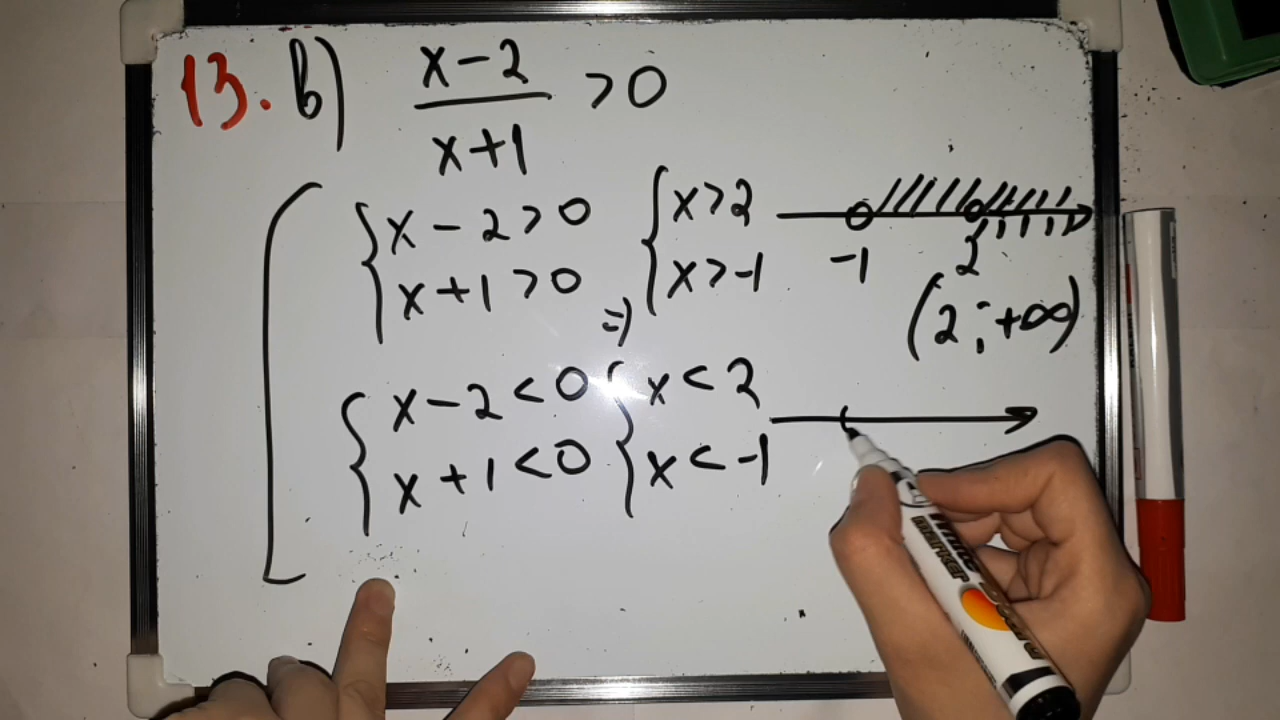 13. в) x-2/x+1 >0
{x-2>0 {x>2
{x+1>0 {x>-1
-1 2
(2;+∞)
=>
{x-2<0 {x<2
{x+1<0 {x<-1
marker